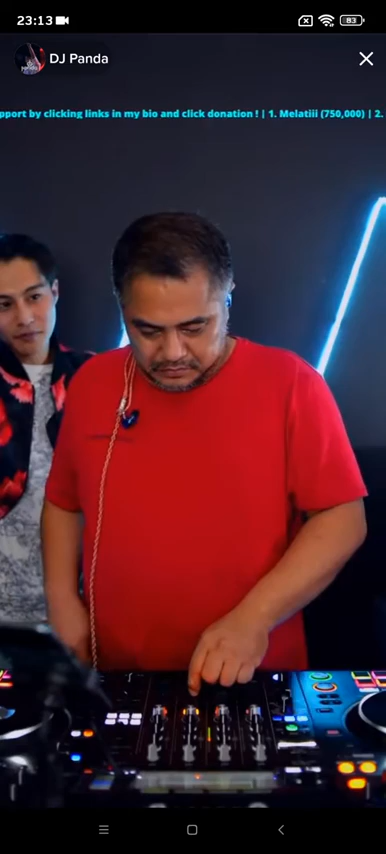 23:13
83
DJ Panda
pport by clicking links in my bio and click donation ! | 1. Melatiii (750,000) | 2.